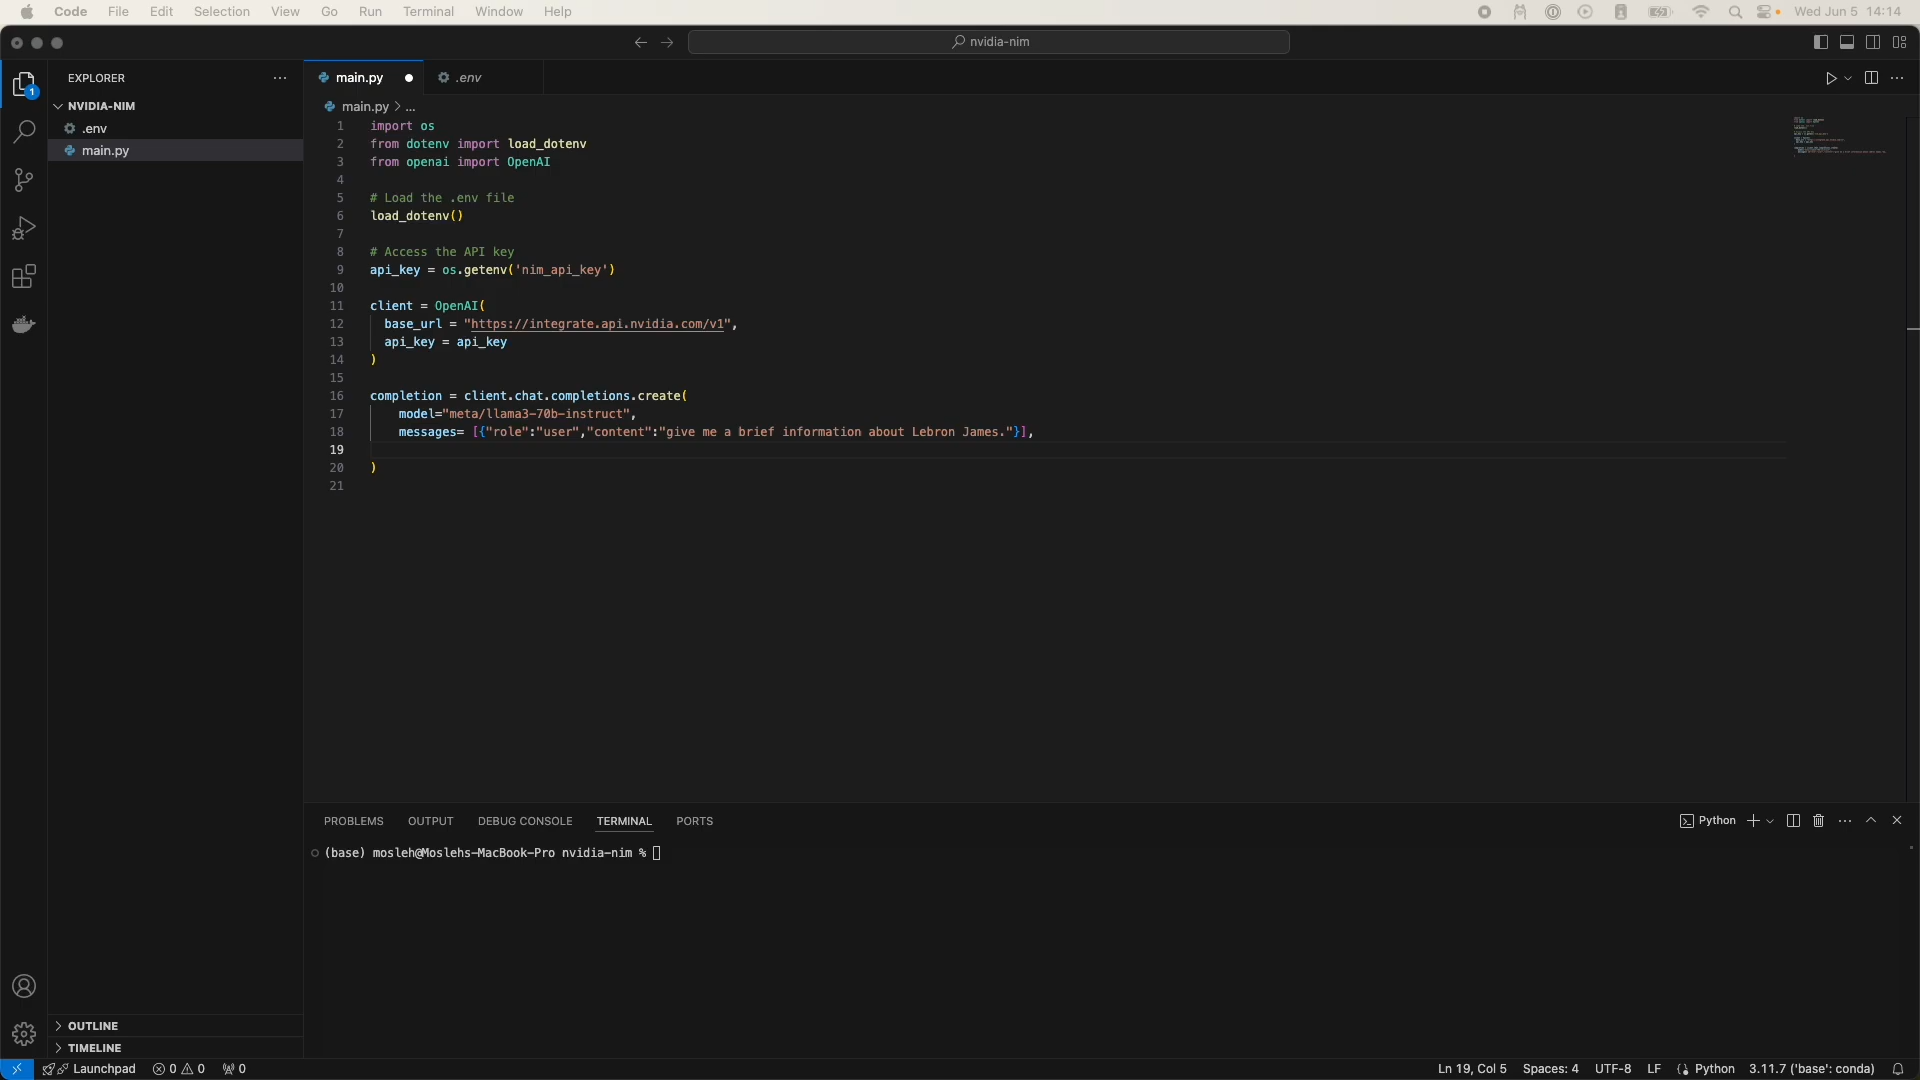 Code File Edit Selection View Go Run Terminal Window Help Wed Jun 5 14:14
nvidia-nim
EXPLORER
NVIDIA-NIM
.env
main.py
1
main.py .env
main.py > ...
1 import os
2 from dotenv import load_dotenv
3 from openai import OpenAI
4
5 # Load the .env file
6 load_dotenv()
7
8 # Access the API key
9 api_key = os.getenv('nim_api_key')
10
11 client = OpenAI(
12 base_url = "https://integrate.api.nvidia.com/v1",
13 api_key = api_key
14 )
15
16 completion = client.chat.completions.create(
17 model="meta/llama3-70b-instruct",
18 messages= [{"role":"user","content":"give me a brief information about Lebron James."}],
19
20 )
21
PROBLEMS OUTPUT DEBUG CONSOLE TERMINAL PORTS Python
(base) mosleh@Moslehs-MacBook-Pro nvidia-nim %
OUTLINE
TIMELINE
Launchpad 0 0 0 Ln 19, Col 5 Spaces: 4 UTF-8 LF Python 3.11.7 ('base': conda)